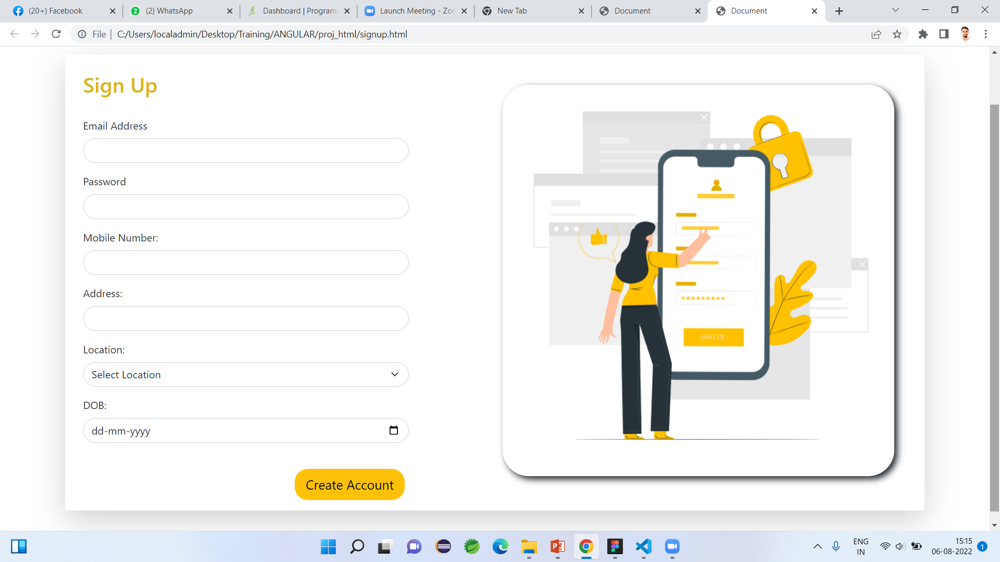 (20+) Facebook
(2) WhatsApp
Dashboard | Program
Launch Meeting - Zoo
New Tab
Document
Document
File | C:/Users/localadmin/Desktop/Training/ANGULAR/proj_html/signup.html
Sign Up
Email Address
Password
Mobile Number:
Address:
Location:
Select Location
DOB:
dd-mm-yyyy
Create Account
SING UP
ENG
IN
15:15
06-08-2022
1